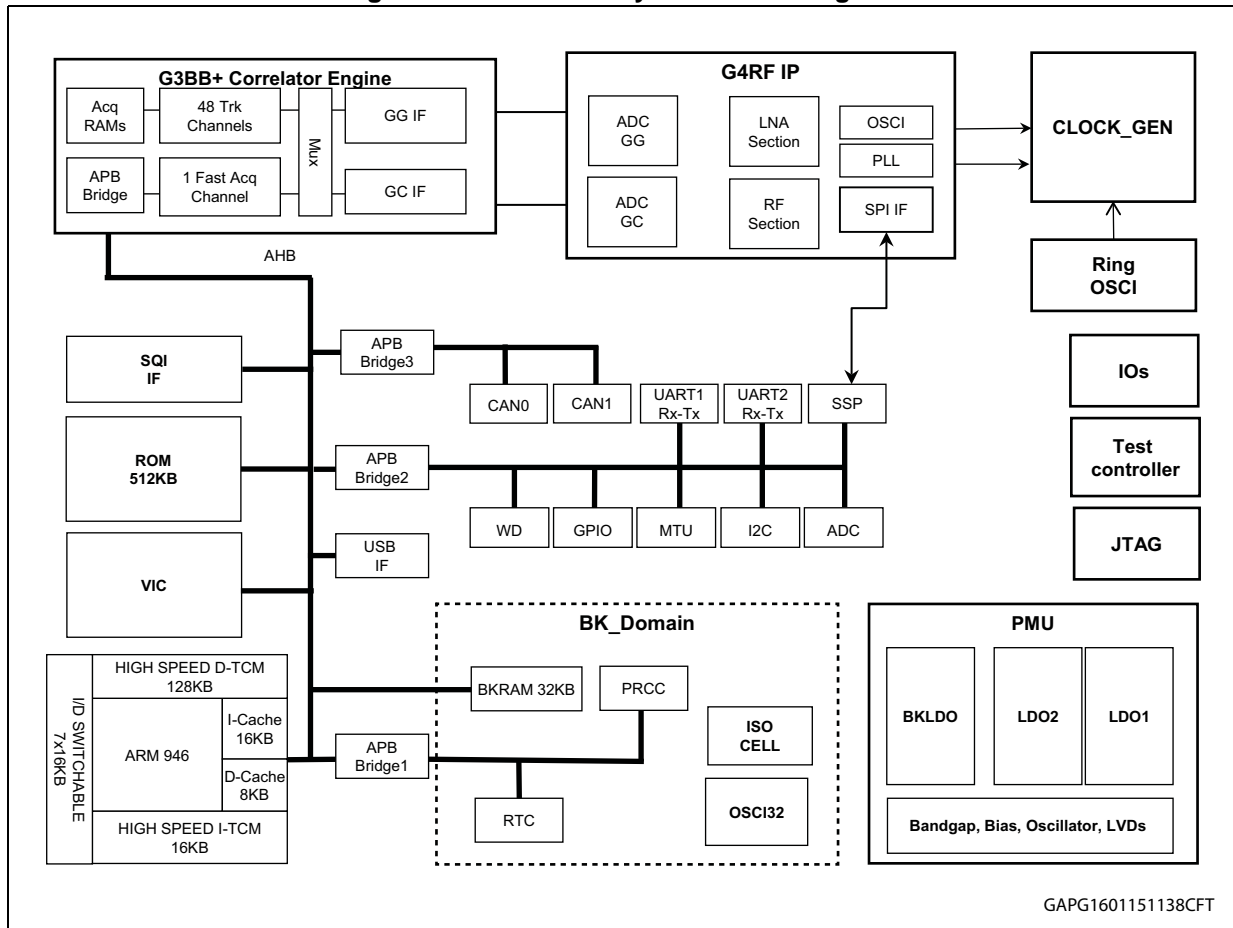 G3BB+ Correlator Engine
Acq
RAMs
48 Trk
Channels
Mux
GG IF
APB
Bridge
1 Fast Acq
Channel
GC IF
G4RF IP
ADC
GG
LNA
Section
OSCI
PLL
ADC
GC
RF
Section
SPI IF
CLOCK_GEN
Ring
OSCI
AHB
SQI
IF
APB
Bridge3
CAN0
CAN1
UART1
Rx-Tx
UART2
Rx-Tx
SSP
IOs
ROM
512KB
APB
Bridge2
WD
GPIO
MTU
I2C
ADC
Test
controller
JTAG
VIC
USB
IF
I/D SWITCHABLE
7x16KB
HIGH SPEED D-TCM
128KB
ARM 946
I-Cache
16KB
D-Cache
8KB
HIGH SPEED I-TCM
16KB
APB
Bridge1
BK_Domain
BKRAM 32KB
PRCC
ISO
CELL
RTC
OSCI32
PMU
BKLDO
LDO2
LDO1
Bandgap, Bias, Oscillator, LVDs
GAPG1601151138CFT